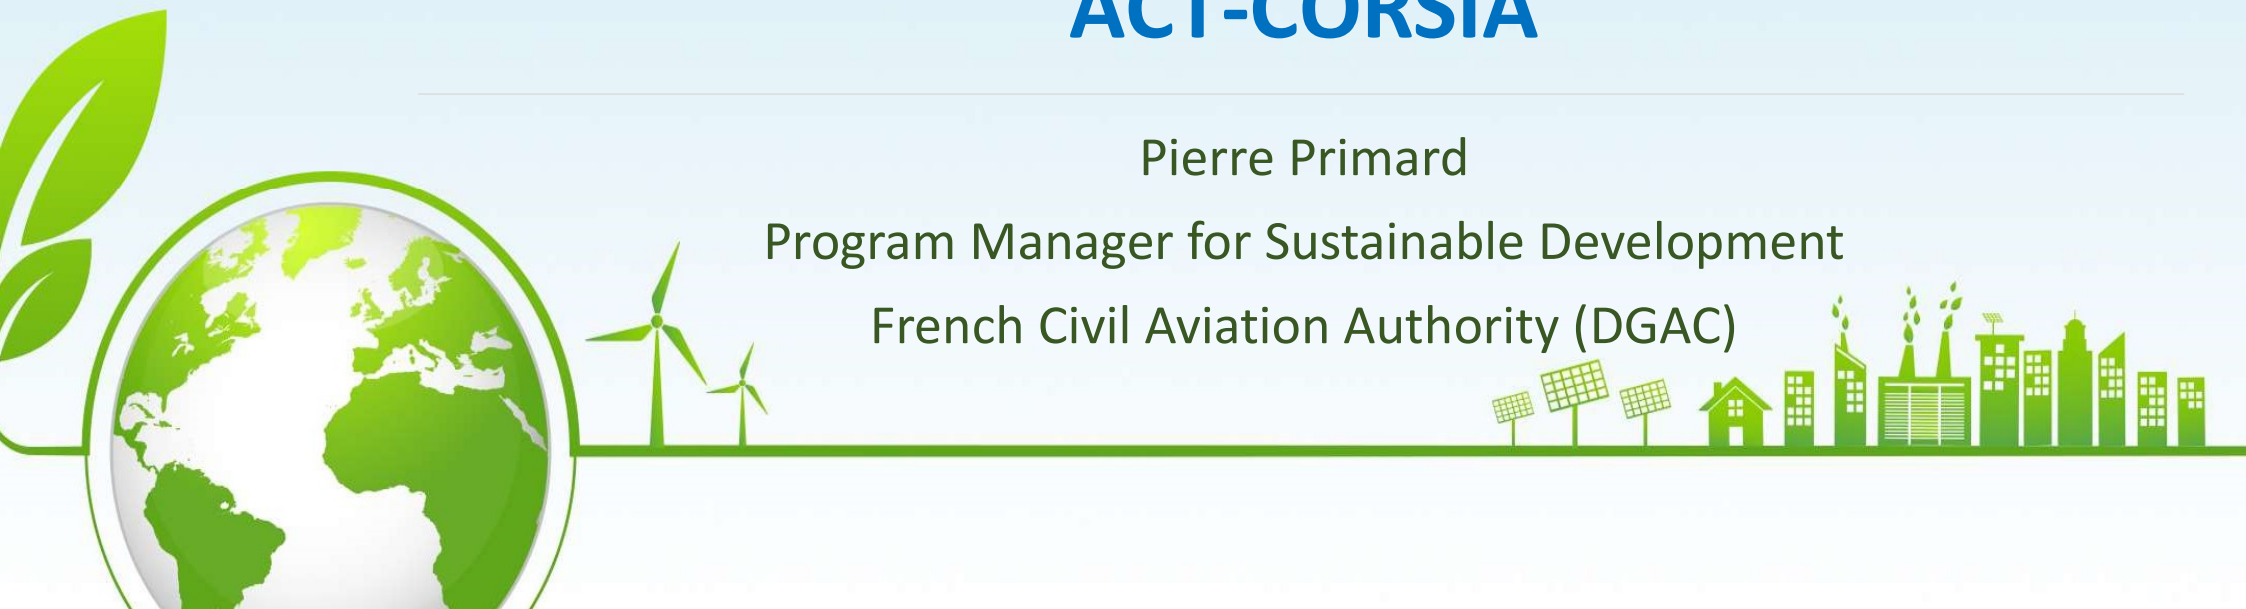 ACT-CORSIA
Pierre Primard
Program Manager for Sustainable Development
French Civil Aviation Authority (DGAC)